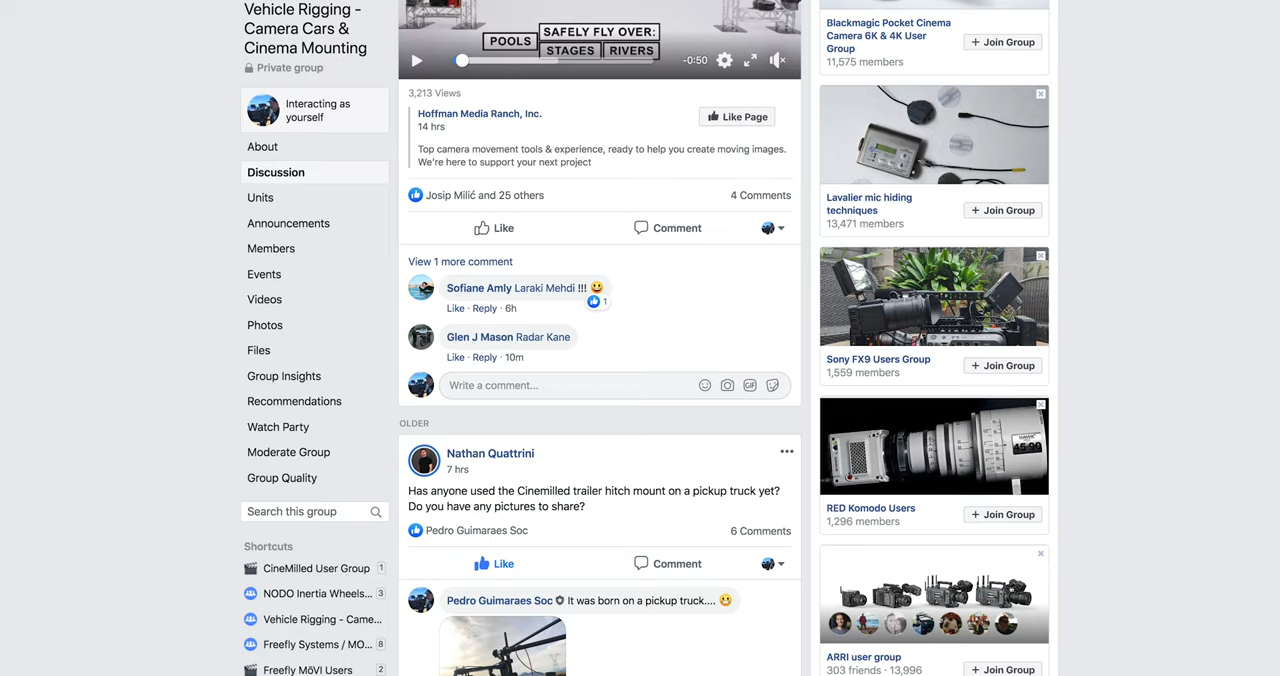 Vehicle Rigging -
Camera Cars &
Cinema Mounting
Private group
Interacting as
yourself
About
Discussion
Units
Announcements
Members
Events
Videos
Photos
Files
Group Insights
Recommendations
Watch Party
Moderate Group
Group Quality
Search this group
Shortcuts
CineMilled User Group 1
NODO Inertia Wheels... 3
Vehicle Rigging - Came...
Freefly Systems / MO... 8
Freefly MōVI Users 2
SAFELY FLY OVER:
POOLS STAGES RIVERS
-0:50
3,213 Views
Hoffman Media Ranch, Inc.
14 hrs
Like Page
Top camera movement tools & experience, ready to help you create moving images.
We're here to support your next project
Josip Milić and 25 others 4 Comments
Like Comment
View 1 more comment
Sofiane Amly Laraki Mehdi !!! 😀
1
Like · Reply · 6h
Glen J Mason Radar Kane
Like · Reply · 10m
Write a comment...
GIF
OLDER
Nathan Quattrini
7 hrs
Has anyone used the Cinemilled trailer hitch mount on a pickup truck yet?
Do you have any pictures to share?
Pedro Guimaraes Soc 6 Comments
Like Comment
Pedro Guimaraes Soc It was born on a pickup truck.... 😀
Blackmagic Pocket Cinema
Camera 6K & 4K User
Group
11,575 members
+ Join Group
Lavalier mic hiding
techniques
13,471 members
+ Join Group
Sony FX9 Users Group
1,559 members
+ Join Group
45-90
RED Komodo Users
1,296 members
+ Join Group
ARRI user group
303 friends · 13,996
+ Join Group